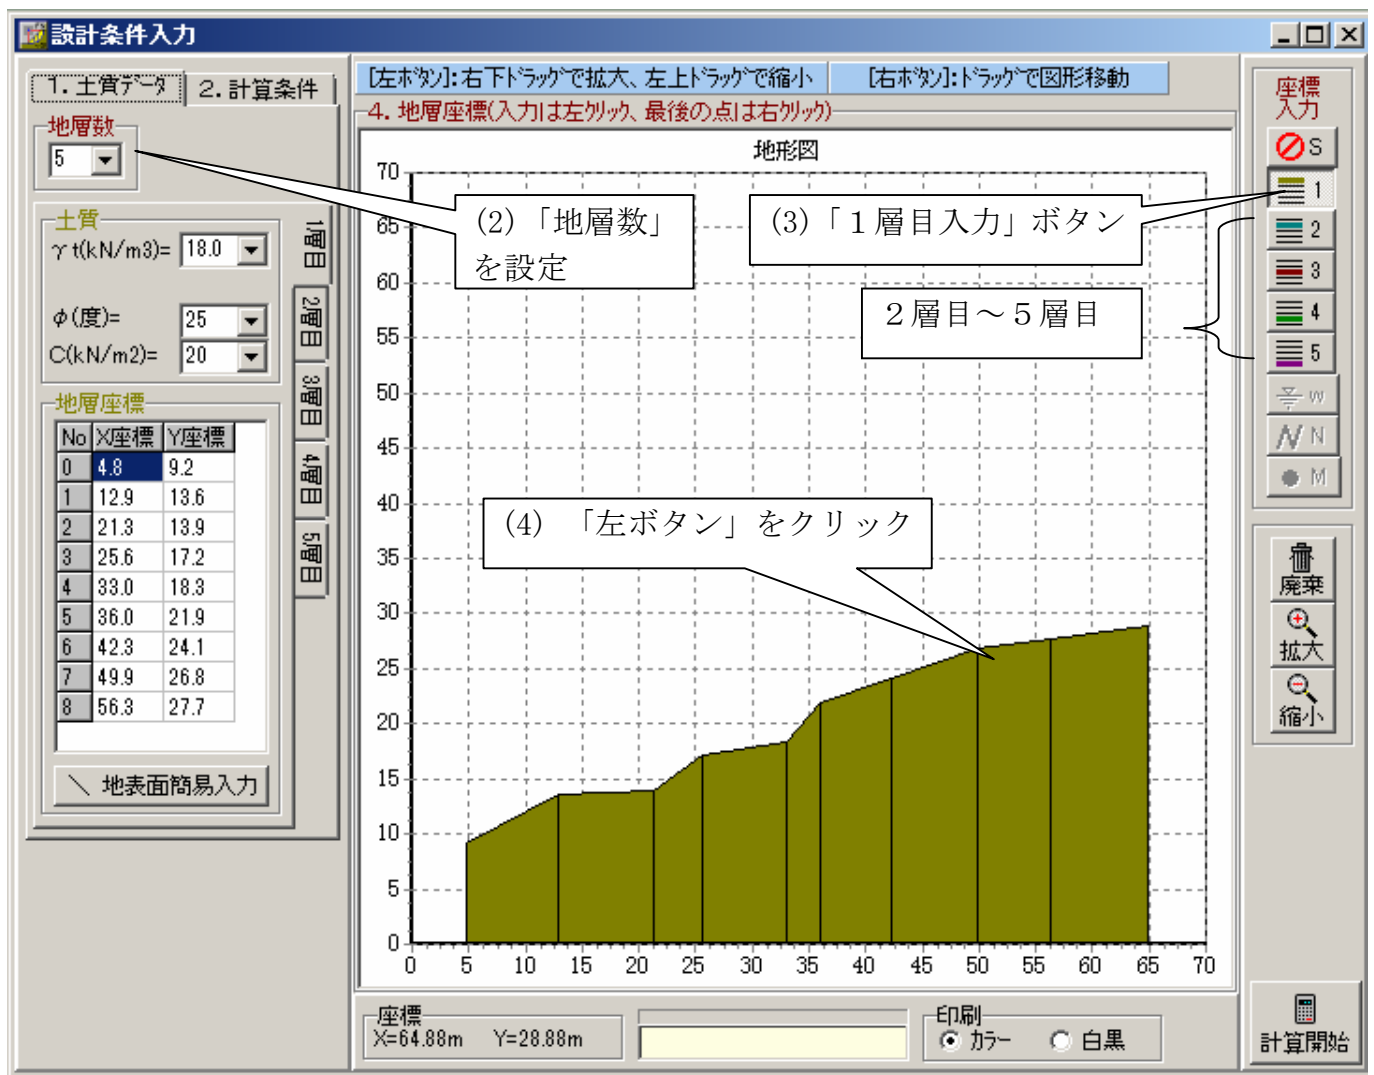 設計条件入力
1. 土質データ
2. 計算条件
地層数
5
土質
γt(kN/m3)= 18.0
φ(度)= 25
C(kN/m2)= 20
地層座標
No X座標 Y座標
0 4.8 9.2
1 12.9 13.6
2 21.3 13.9
3 25.6 17.2
4 33.0 18.3
5 36.0 21.9
6 42.3 24.1
7 49.9 26.8
8 56.3 27.7
地表面簡易入力
1層目
2層目
3層目
4層目
5層目
[左ボタン]:右下ドラッグで拡大、左上ドラッグで縮小
[右ボタン]:ドラッグで図形移動
4. 地層座標(入力は左クリック、最後の点は右クリック)
地形図
70
65
60
55
50
45
40
35
30
25
20
15
10
5
0
0 5 10 15 20 25 30 35 40 45 50 55 60 65 70
(2)「地層数」
を設定
(3)「1層目入力」ボタン
2層目~5層目
(4) 「左ボタン」をクリック
座標
X=64.88m Y=28.88m
印刷
カラー 白黒
座標
入力
S
1
2
3
4
5
W
N
M
廃棄
拡大
縮小
計算開始